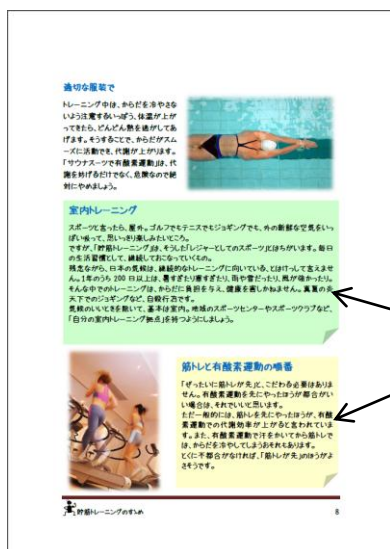 適切な服装で
トレーニング中は、からだを冷やさな
いよう注意するいっぽう、体温が上が
ってきたら、どんどん熱を逃がしてあ
げます。そうすることで、からだがスム
ーズに活動でき、代謝が上がります。
「サウナスーツで有酸素運動」は、代
謝を妨げるだけでなく、危険なので絶
対にやめましょう。
室内トレーニング
スポーツと言ったら、屋外。ゴルフでもテニスでもジョギングでも、外の新鮮な空気をいっ
ぱい吸って、思いっきり楽しみたいところ。
ですが、「貯筋トレーニング」は、そうした「レジャーとしてのスポーツ」とはちがいます。毎日
の生活習慣として、継続しておこなっていくもの。
残念ながら、日本の気候は、継続的なトレーニングに向いている、とはけっして言えませ
ん。1年のうち 200 日以上は、暑すぎたり寒すぎたり、雨や雪だったり、風が強かったり。
そんな中でのトレーニングは、からだに負担を与え、健康を害しかねません。真夏の炎
天下でのジョギングなど、自殺行為です。
気候のいいときを除いて、基本は室内。地域のスポーツセンターやスポーツクラブなど、
「自分の室内トレーニング拠点」を持つようにしましょう。
筋トレと有酸素運動の順番
「ぜったいに筋トレが先」と、こだわる必要はありま
せん。有酸素運動を先にやったほうが都合がい
い場合は、それでいいと思います。
ただ一般的には、筋トレを先にやったほうが、有酸
素運動での代謝効率が上がると言われていま
す。また、有酸素運動で汗をかいてから筋トレで
は、からだを冷やしてしまうおそれもあります。
とくに不都合がなければ、「筋トレが先」のほうがよ
さそうです。
貯筋トレーニングのすすめ